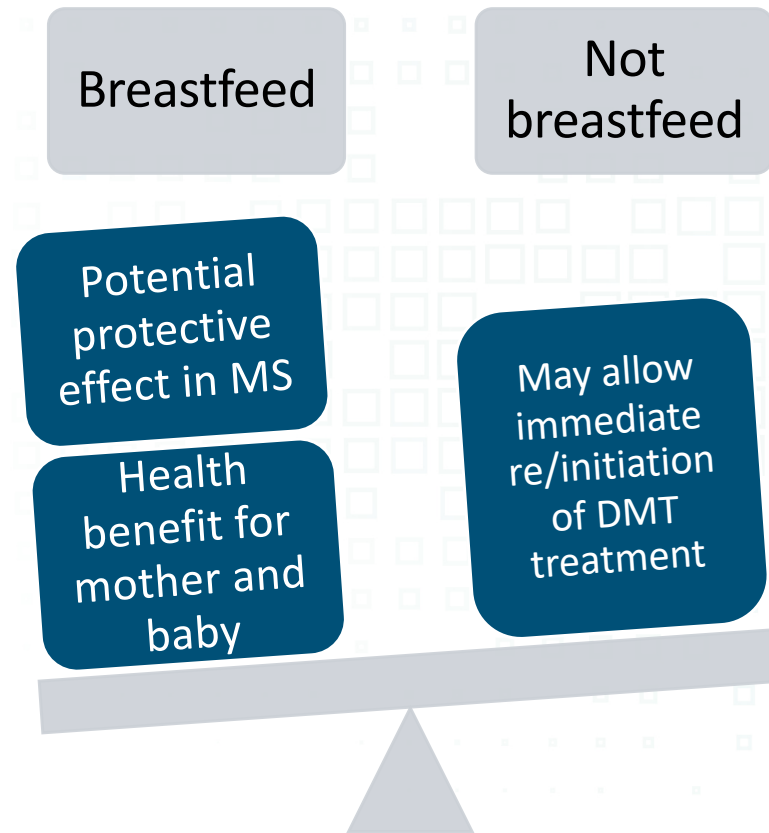 Breastfeed
Not
breastfeed
Potential
protective
effect in MS
Health
benefit for
mother and
baby
May allow
immediate
re/initiation
of DMT
treatment